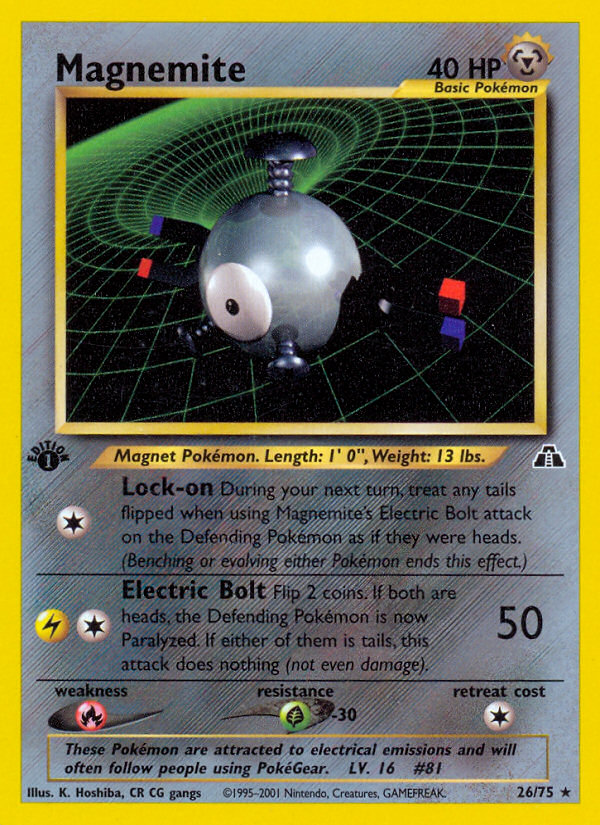 Magnemite
40 HP
Basic Pokémon
EDITION
1
Magnet Pokémon. Length: 1' 0", Weight: 13 lbs.
Lock-on During your next turn, treat any tails
flipped when using Magnemite's Electric Bolt attack
on the Defending Pokémon as if they were heads.
(Benching or evolving either Pokémon ends this effect.)
Electric Bolt Flip 2 coins. If both are
heads, the Defending Pokémon is now
Paralyzed. If either of them is tails, this
attack does nothing (not even damage).
50
weakness
resistance
retreat cost
-30
These Pokémon are attracted to electrical emissions and will
often follow people using PokéGear. LV. 16 #81
Illus. K. Hoshiba, CR CG gangs
©1995-2001 Nintendo, Creatures, GAMEFREAK.
26/75 ★